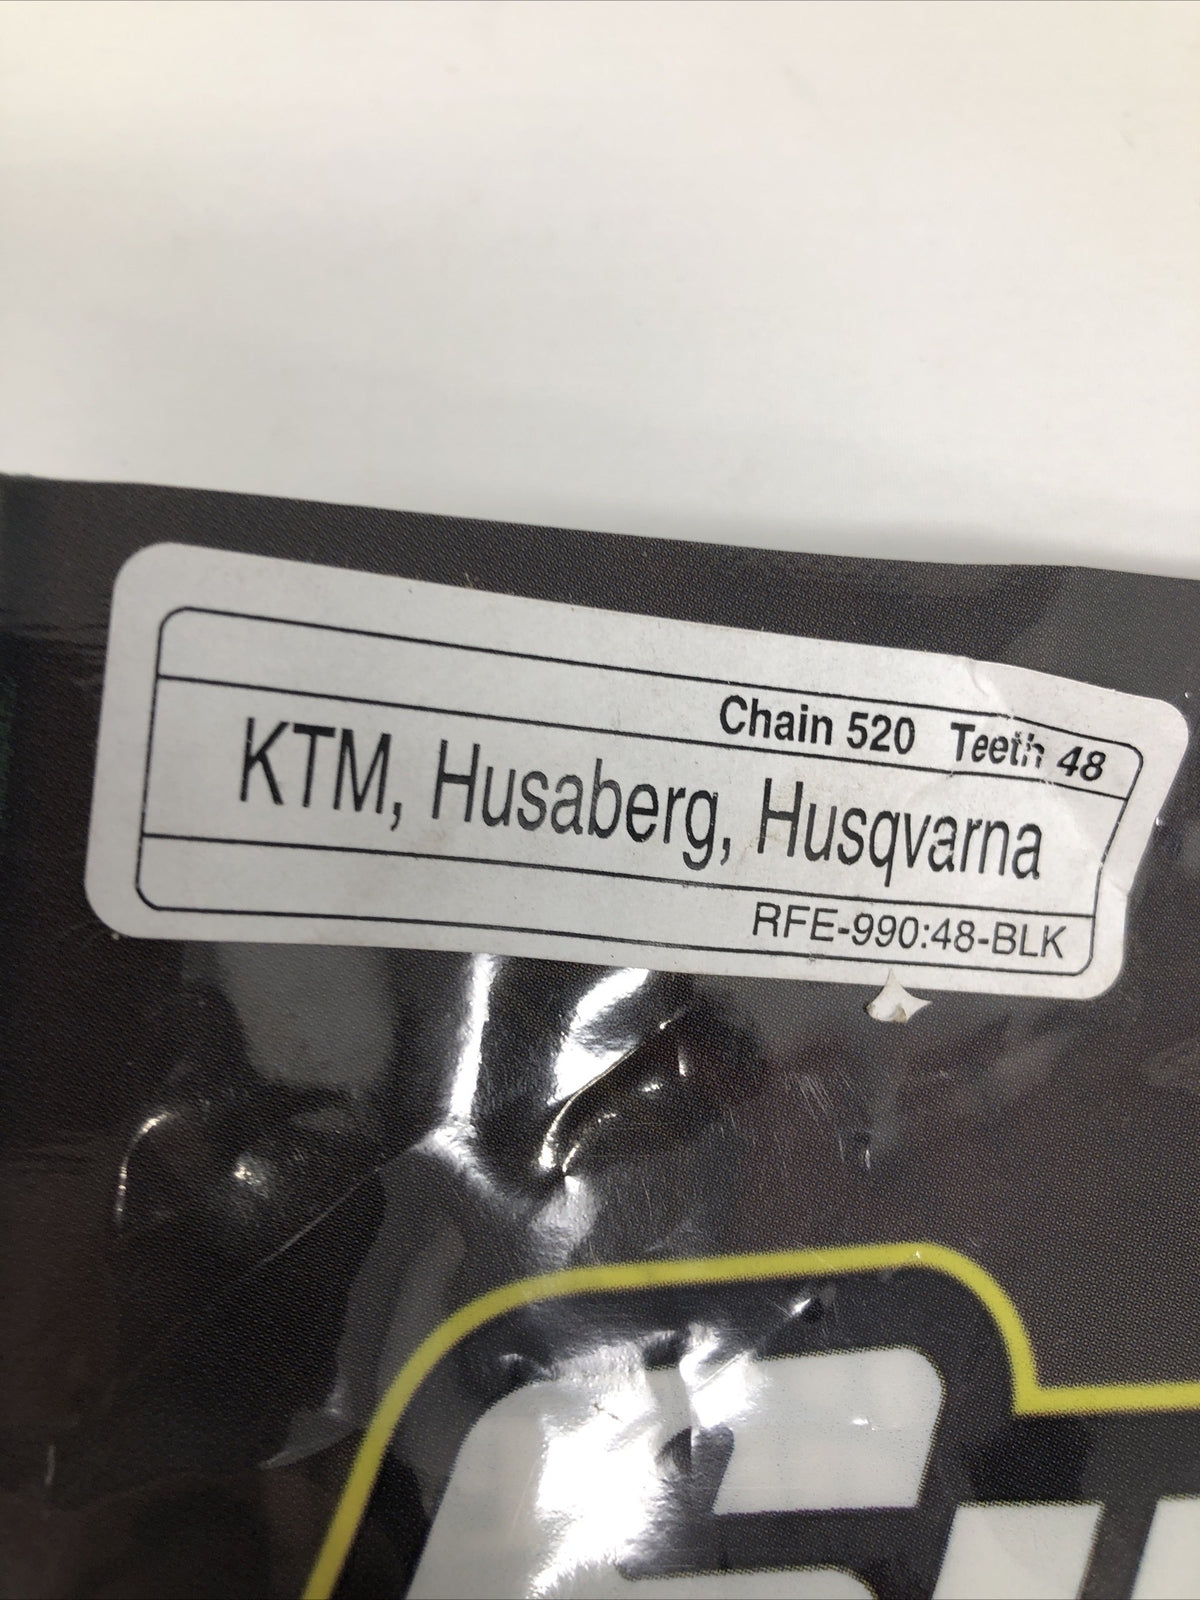 Chain 520 Teeth 48
KTM, Husaberg, Husqvarna
RFE-990:48-BLK